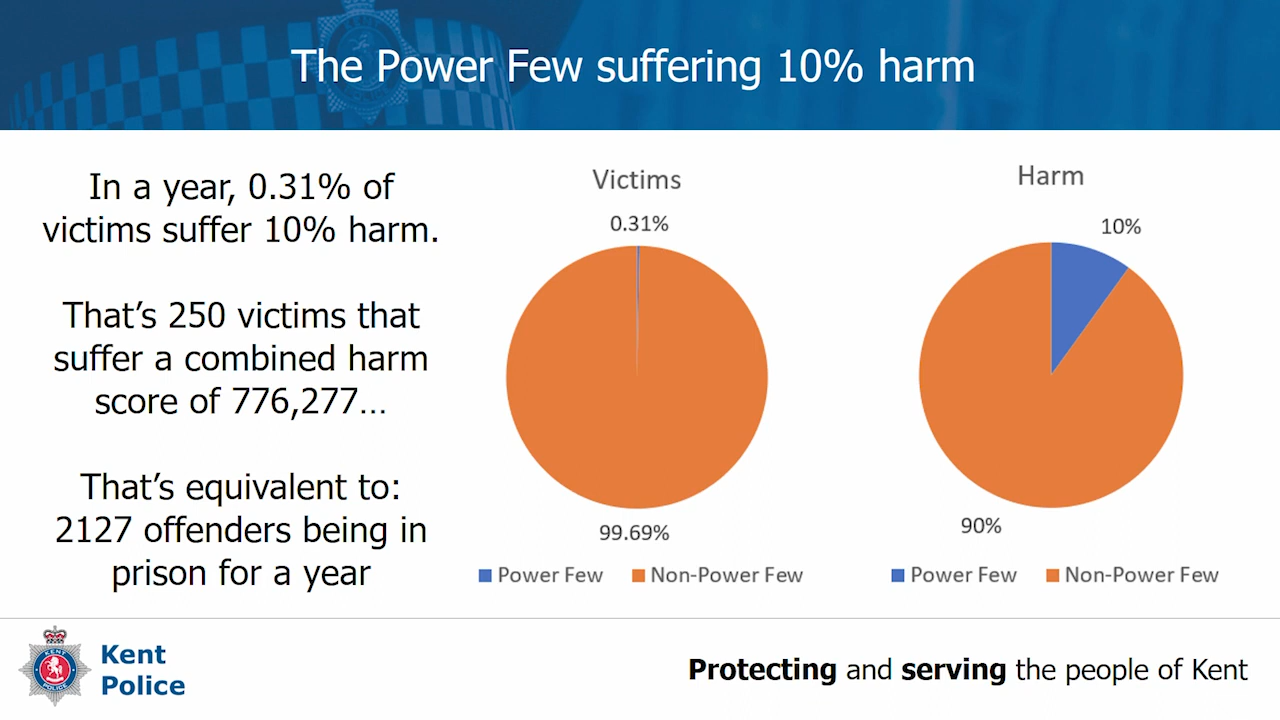 The Power Few suffering 10% harm
In a year, 0.31% of
victims suffer 10% harm.
That’s 250 victims that
suffer a combined harm
score of 776,277…
That’s equivalent to:
2127 offenders being in
prison for a year
Victims
0.31%
99.69%
Power Few
Non-Power Few
Harm
10%
90%
Power Few
Non-Power Few
KENT
POLICE
Kent
Police
Protecting and serving the people of Kent